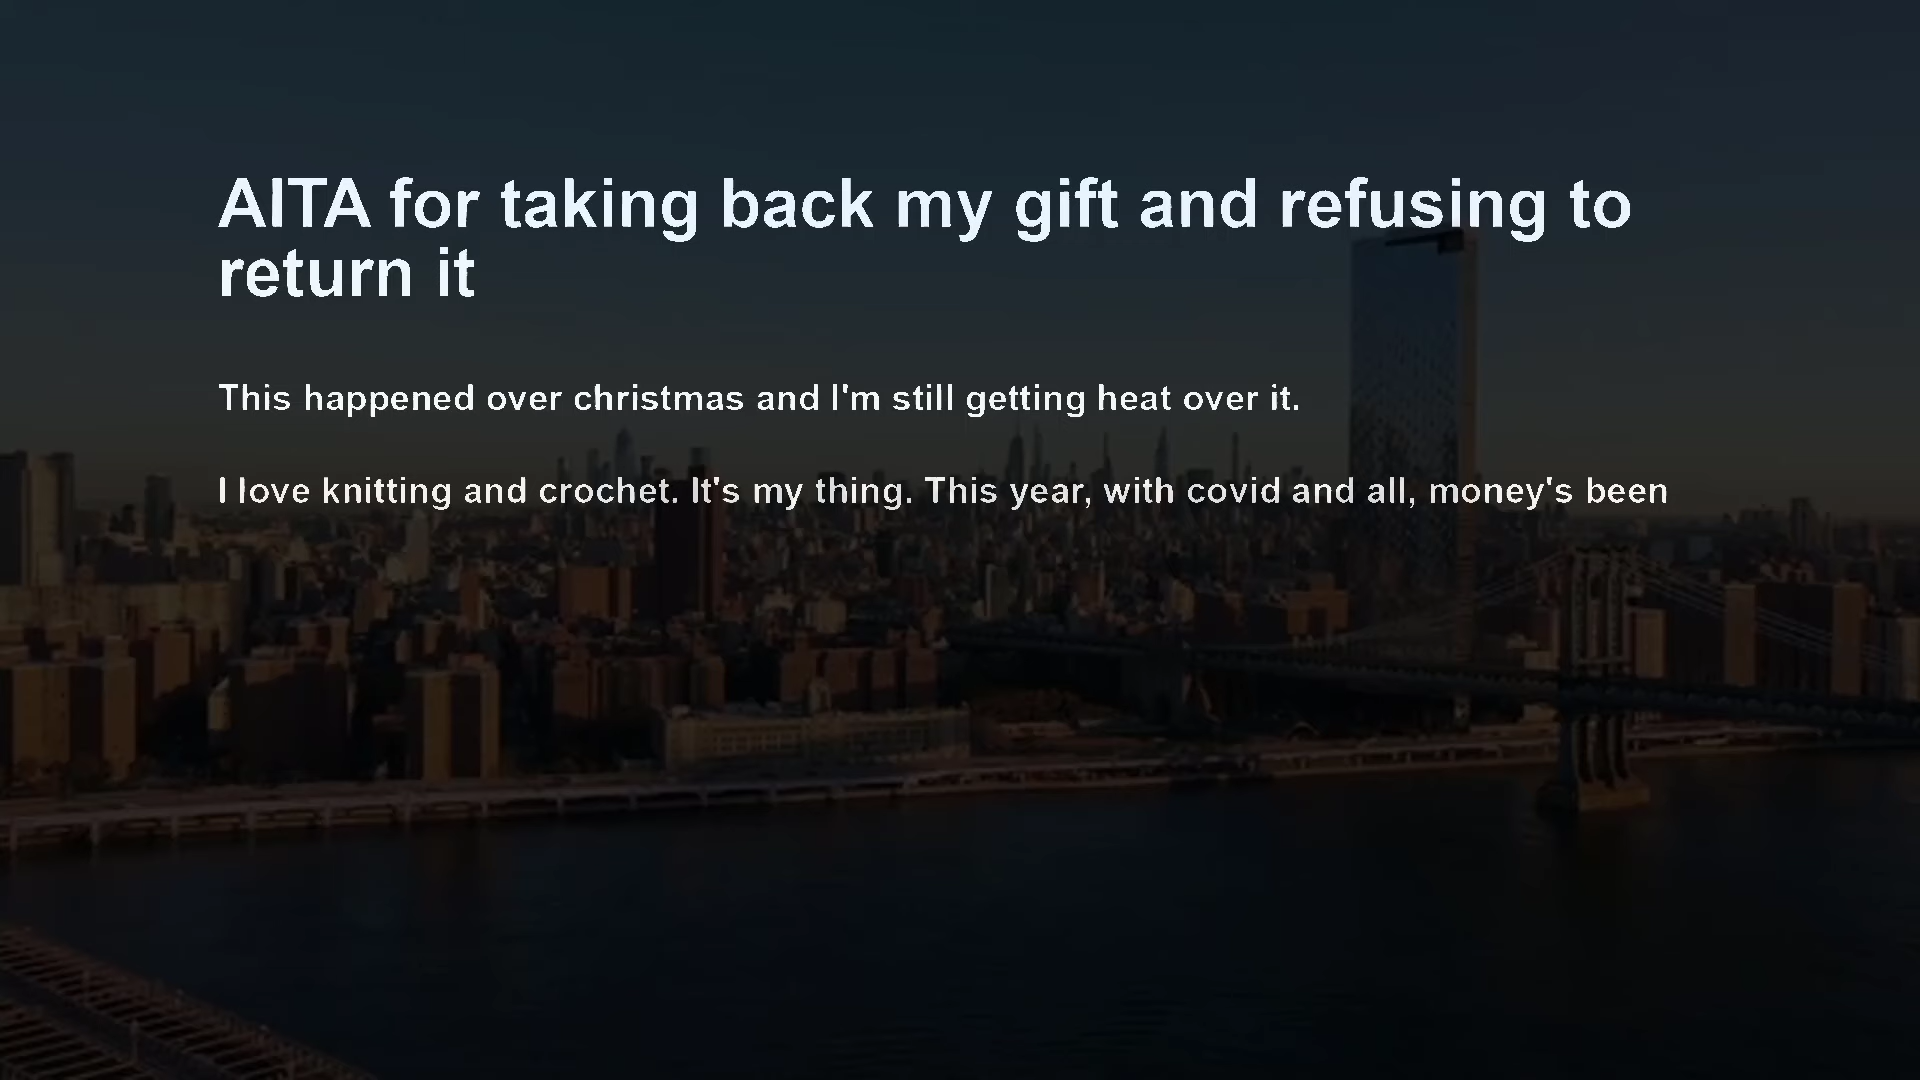 AITA for taking back my gift and refusing to
return it
This happened over christmas and I'm still getting heat over it.
I love knitting and crochet. It's my thing. This year, with covid and all, money's been